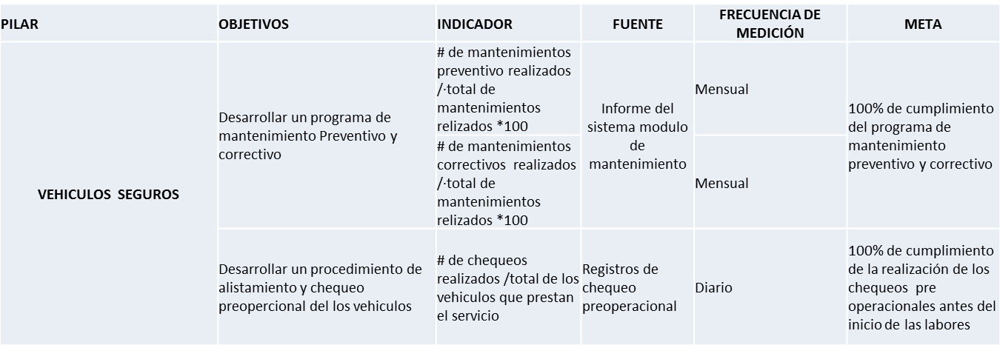 PILAR
OBJETIVOS
INDICADOR
FUENTE
FRECUENCIA DE
MEDICIÓN
META
VEHICULOS  SEGUROS
Desarrollar un programa de
mantenimiento Preventivo y
correctivo
# de mantenimientos
preventivo realizados
/·total de
mantenimientos
relizados *100
Informe del
sistema modulo
de
mantenimiento
Mensual
100% de cumplimiento
del programa de
mantenimiento
preventivo y correctivo
# de mantenimientos
correctivos  realizados
/·total de
mantenimientos
relizados *100
Mensual
Desarrollar un procedimiento de
alistamiento y chequeo
preopercional del los vehiculos
# de chequeos
realizados /total de los
vehiculos que prestan
el servicio
Registros de
chequeo
preoperacional
Diario
100% de cumplimiento
de la realización de los
chequeos  pre
operacionales antes del
inicio de las labores